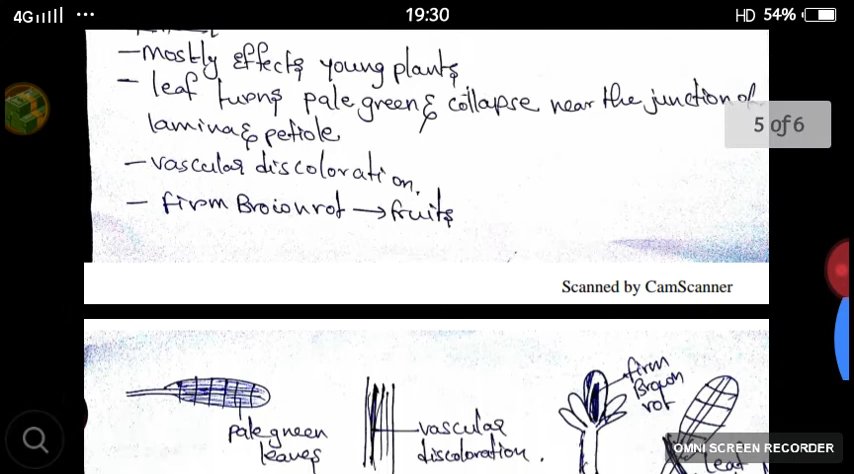 4G
19:30
HD 54%
-mostly effects young plants
- leaf turns pale green & collapse near the junction of
lamina & petiole
5 of 6
- vascular discoloration.
- firm Brown rot → fruits
Scanned by CamScanner
firm
Brown
rot
pale green
leaves
vascular
discoloration.
OMNI SCREEN RECORDER
leaf